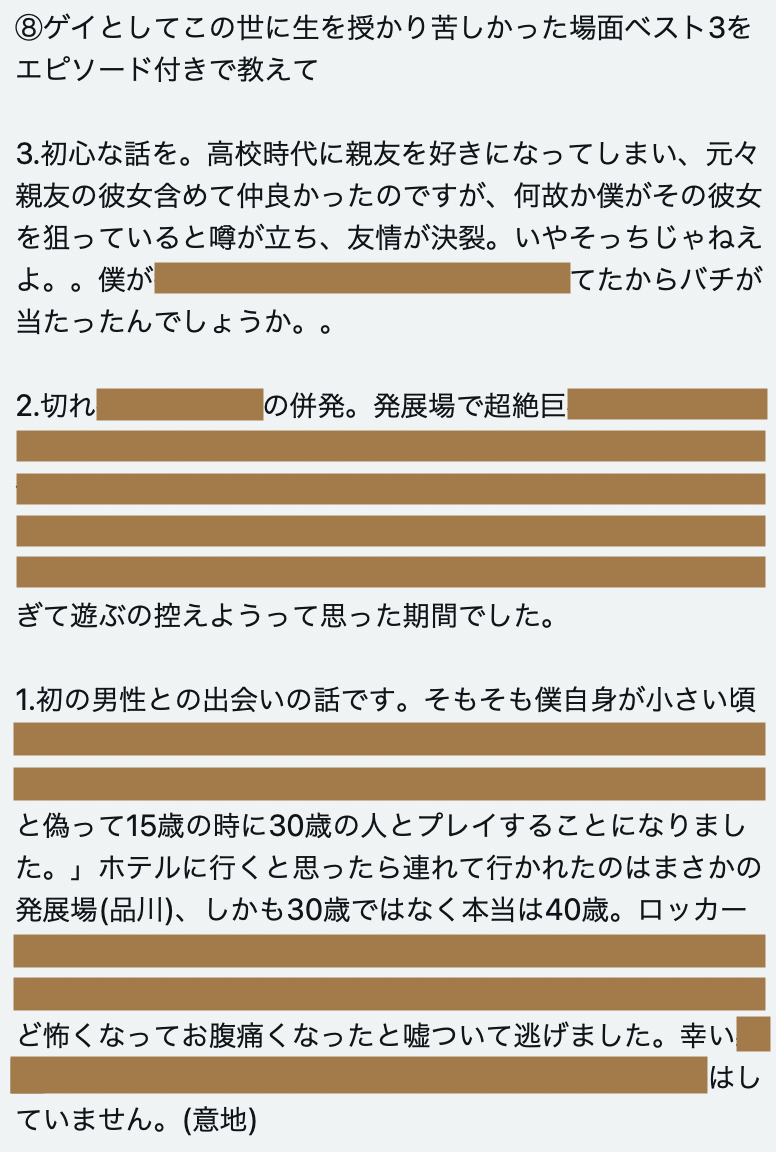 ⑧ゲイとしてこの世に生を授かり苦しかった場面ベスト3を
エピソード付きで教えて
3.初心な話を。高校時代に親友を好きになってしまい、元々
親友の彼女含めて仲良かったのですが、何故か僕がその彼女
を狙っていると噂が立ち、友情が決裂。いやそっちじゃねえ
よ。。僕が てたからバチが
当たったんでしょうか。。
2.切れ の併発。発展場で超絶巨
ぎて遊ぶの控えようって思った期間でした。
1.初の男性との出会いの話です。そもそも僕自身が小さい頃
と偽って15歳の時に30歳の人とプレイすることになりまし
た。」ホテルに行くと思ったら連れて行かれたのはまさかの
発展場(品川)、しかも30歳ではなく本当は40歳。ロッカー
ど怖くなってお腹痛くなったと嘘ついて逃げました。幸い
はし
ていません。(意地)